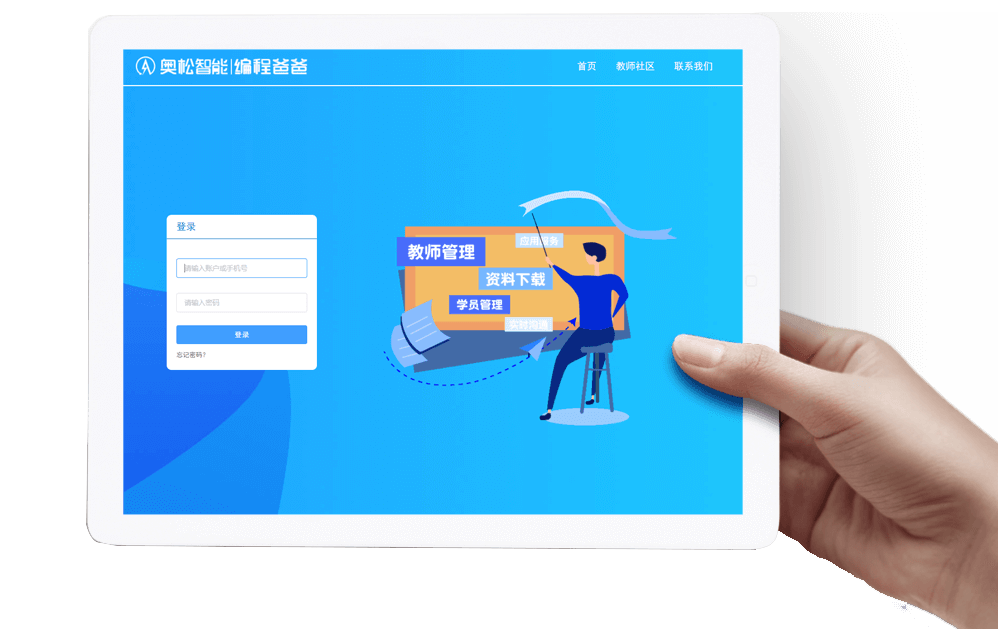 奥松智能|编程爸爸
首页 教师社区 联系我们
登录
请输入账户或手机号
请输入密码
登录
忘记密码?
应用服务
教师管理
资料下载
学员管理
实时沟通